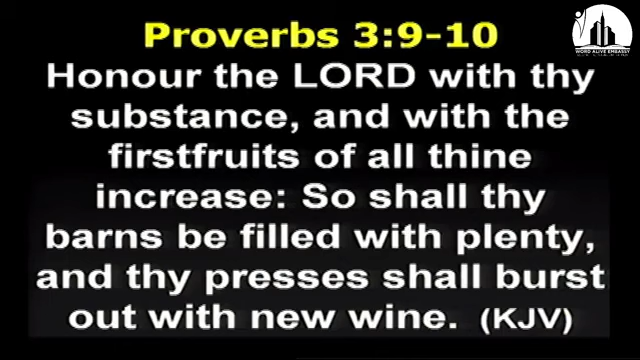 Proverbs 3:9-10
Honour the LORD with thy
substance, and with the
firstfruits of all thine
increase: So shall thy
barns be filled with plenty,
and thy presses shall burst
out with new wine. (KJV)
WORD ALIVE EMBASSY